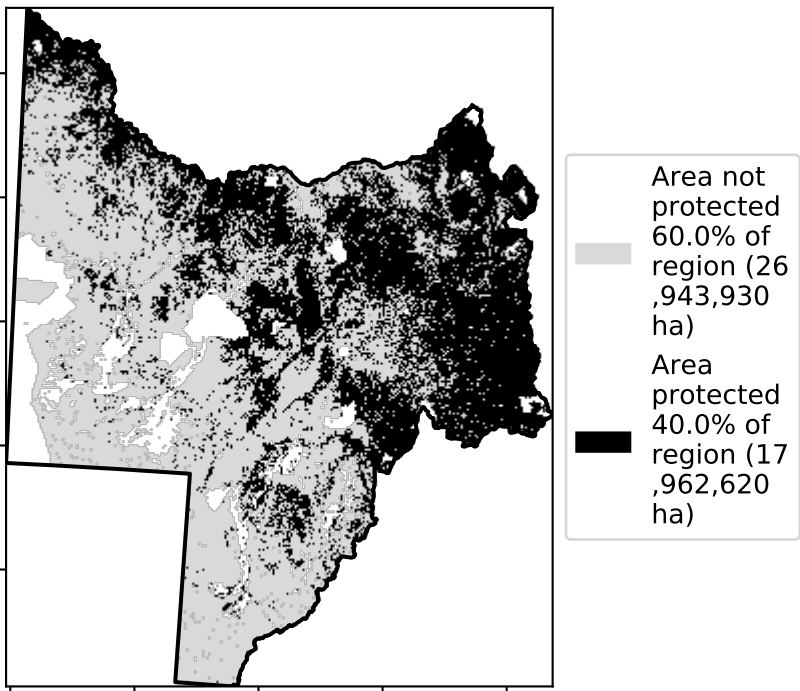 Area not
protected
60.0% of
region (26
,943,930
ha)
Area
protected
40.0% of
region (17
,962,620
ha)